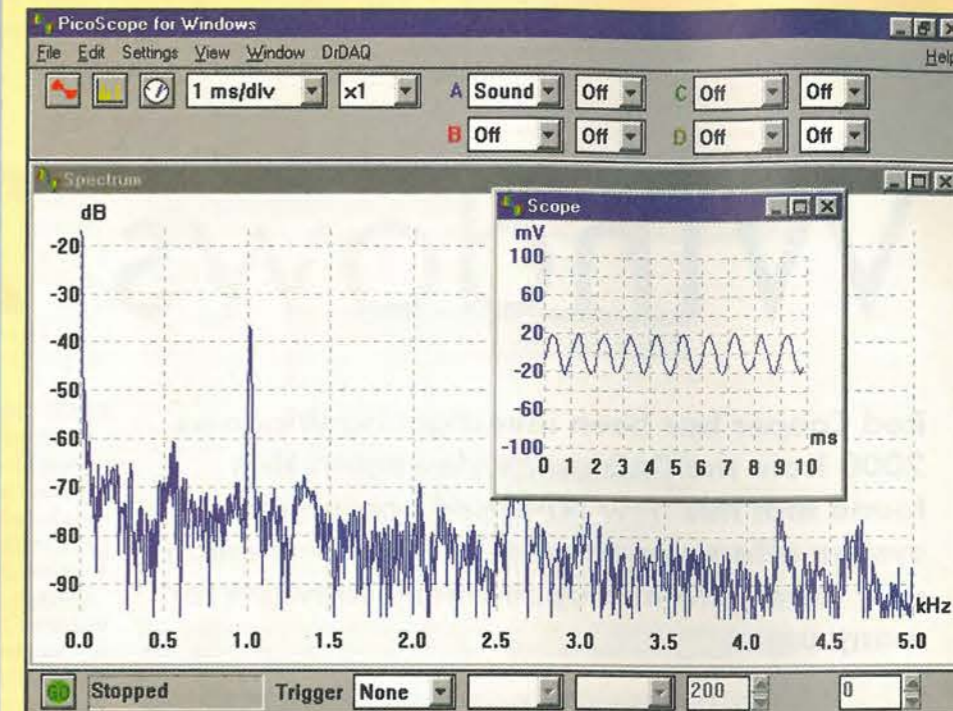 PicoScope for Windows
File Edit Settings View Window DrDAQ Help
1 ms/div x1 A Sound Off C Off Off
B Off Off D Off Off
Spectrum
dB
-20
-30
-40
-50
-60
-70
-80
-90
kHz
0.0 0.5 1.0 1.5 2.0 2.5 3.0 3.5 4.0 4.5 5.0
Scope
mV
100
60
20
-20
-60
-100
ms
0 1 2 3 4 5 6 7 8 9 10
GO Stopped Trigger None 200 0